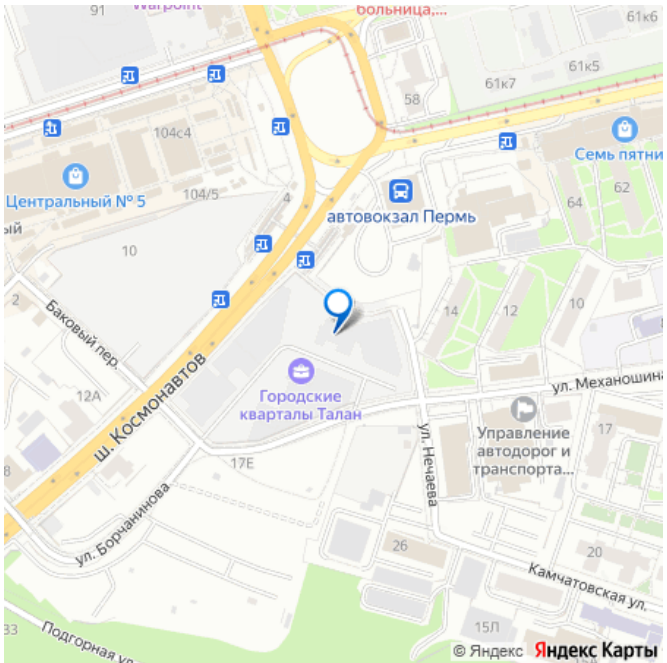 Warpoint
больница,...
91
61к6
61к5
61к7
58
104с4
Семь пятни
Центральный № 5
104/5
4
62
64
автовокзал Пермь
ый
10
2
Баковый пер.
14
12
10
ш. Космонавтов
12А
Городские
кварталы Талан
ул. Механошина
ул. Нечаева
Управление
автодорог и
транспорта...
17
17Е
8
ул. Борчанинова
26
20
Камчатовская ул.
33
Подгорная ул
15Л
© Яндекс Яндекс Карты